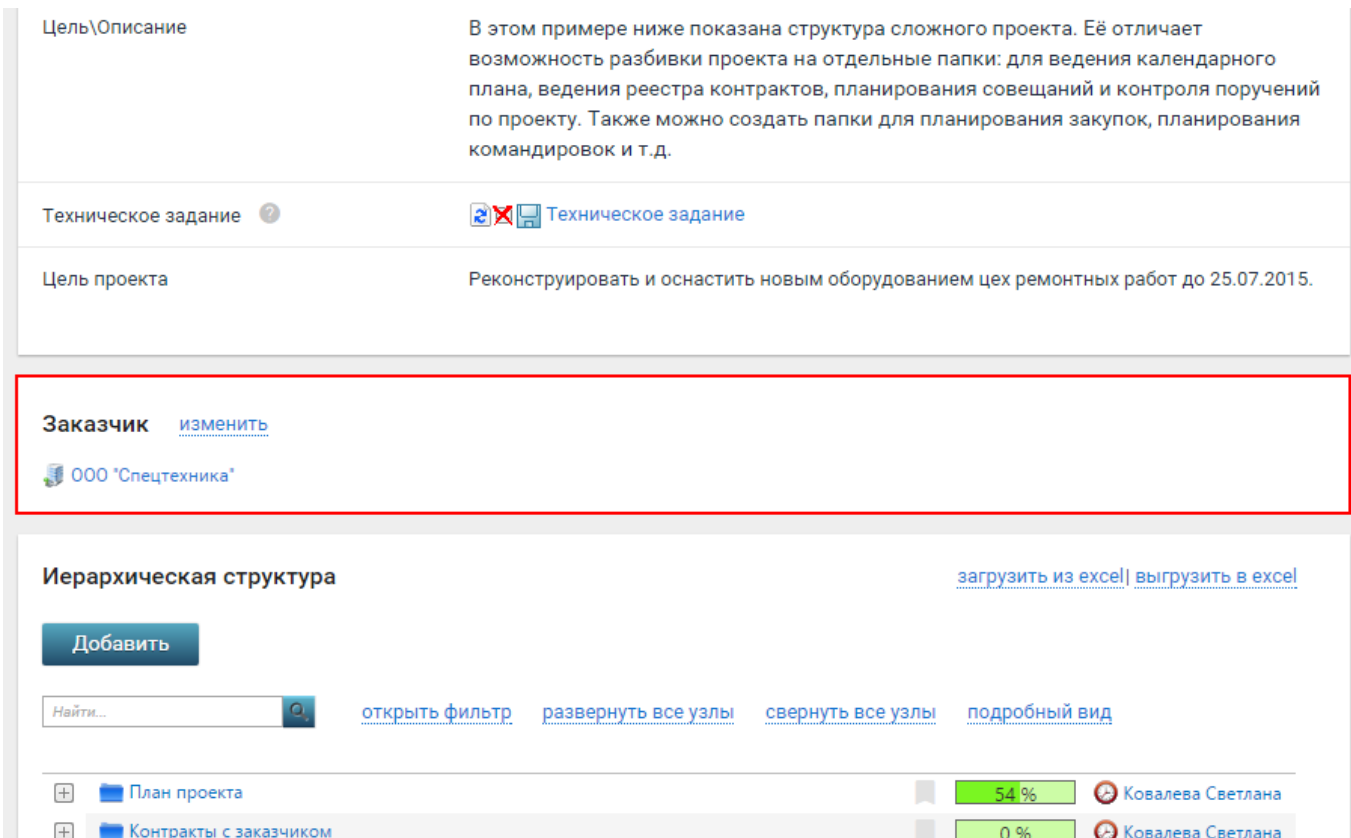 Цель\Описание
В этом примере ниже показана структура сложного проекта. Её отличает
возможность разбивки проекта на отдельные папки: для ведения календарного
плана, ведения реестра контрактов, планирования совещаний и контроля поручений
по проекту. Также можно создать папки для планирования закупок, планирования
командировок и т.д.
Техническое задание ?
Техническое задание
Цель проекта
Реконструировать и оснастить новым оборудованием цех ремонтных работ до 25.07.2015.
Заказчик изменить
ООО "Спецтехника"
Иерархическая структура
загрузить из excel| выгрузить в excel
Добавить
Найти...
открыть фильтр развернуть все узлы свернуть все узлы подробный вид
План проекта 54 % Ковалева Светлана
Контракты с заказчиком 0 % Ковалева Светлана